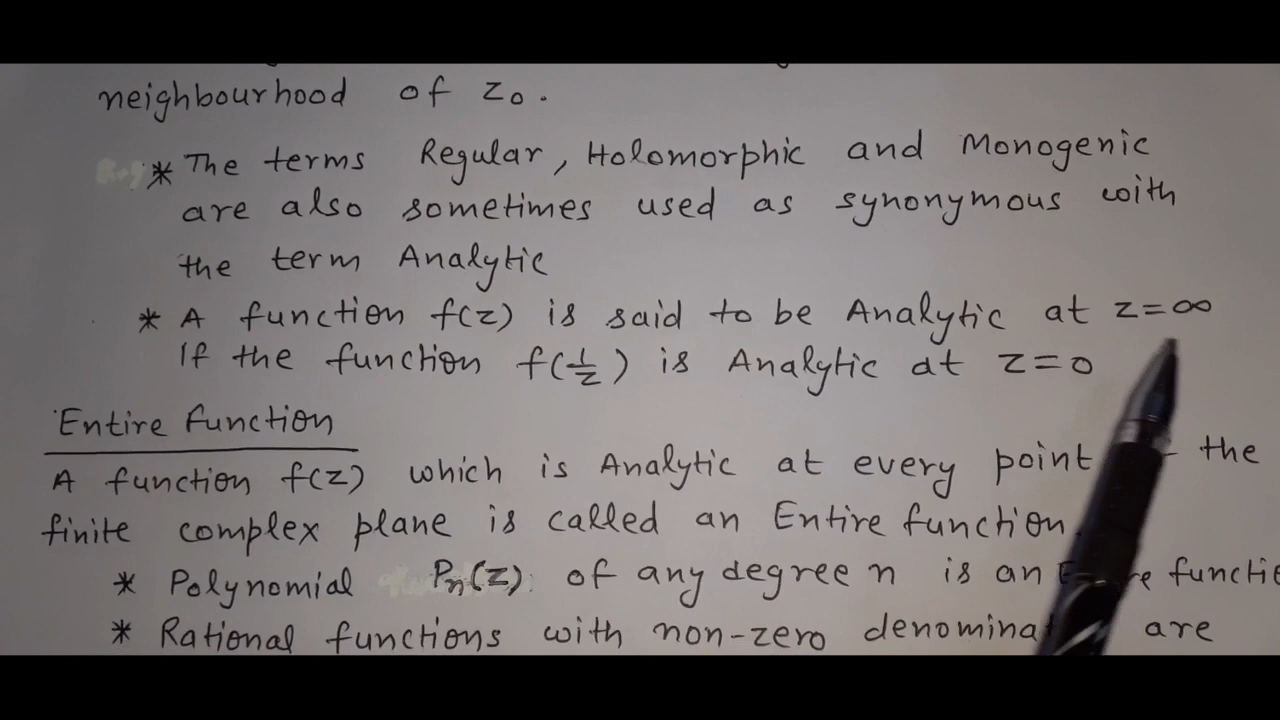 neighbourhood of z₀.
* The terms Regular, Holomorphic and Monogenic
are also sometimes used as synonymous with
the term Analytic
* A function f(z) is said to be Analytic at z=∞
If the function f(1/z) is Analytic at z=0
Entire function
A function f(z) which is Analytic at every point the
finite complex plane is called an Entire function.
* Polynomial Pₙ(z) of any degree n is an
* Rational functions with non-zero are